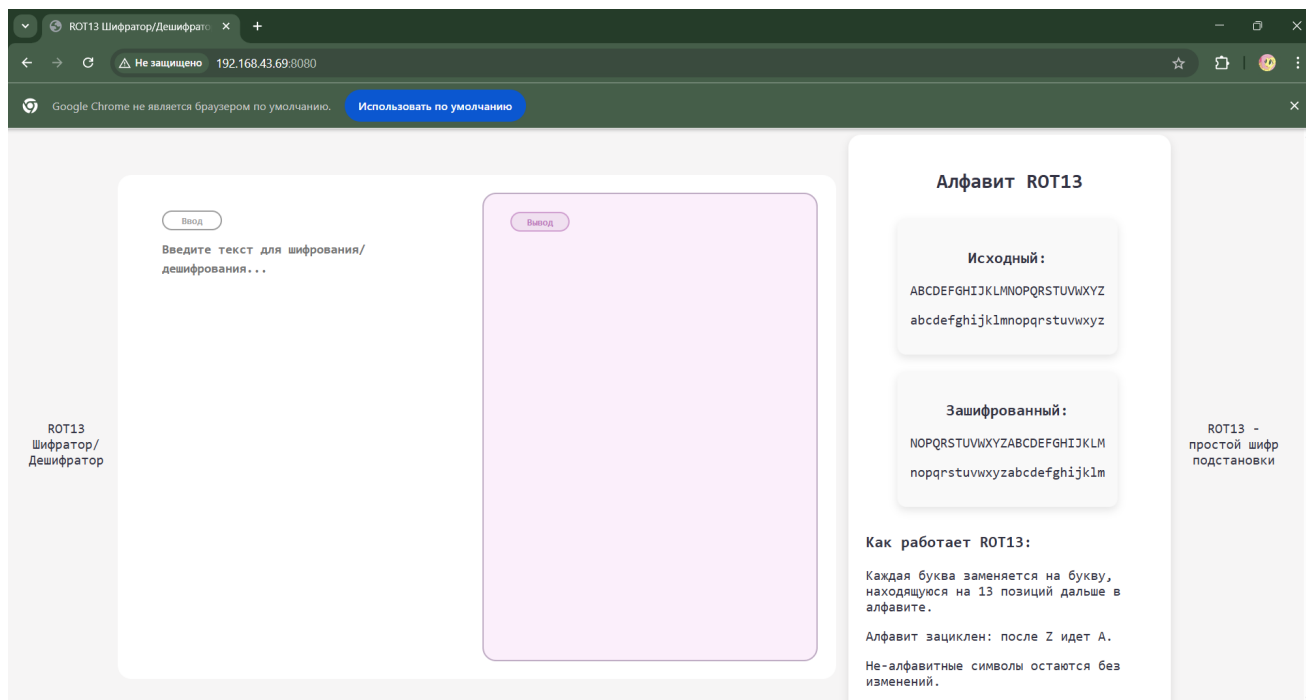 ROT13 Шифратор/Дешифрато
Не защищено 192.168.43.69:8080
Google Chrome не является браузером по умолчанию. Использовать по умолчанию
ROT13
Шифратор/
Дешифратор
Ввод
Введите текст для шифрования/
дешифрования...
Вывод
Алфавит ROT13
Исходный:
ABCDEFGHIJKLMNOPQRSTUVWXYZ
abcdefghijklmnopqrstuvwxyz
Зашифрованный:
NOPQRSTUVWXYZABCDEFGHIJKLM
nopqrstuvwxyzabcdefghijklm
Как работает ROT13:
Каждая буква заменяется на букву,
находящуюся на 13 позиций дальше в
алфавите.
Алфавит зациклен: после Z идет A.
Не-алфавитные символы остаются без
изменений.
ROT13 -
простой шифр
подстановки